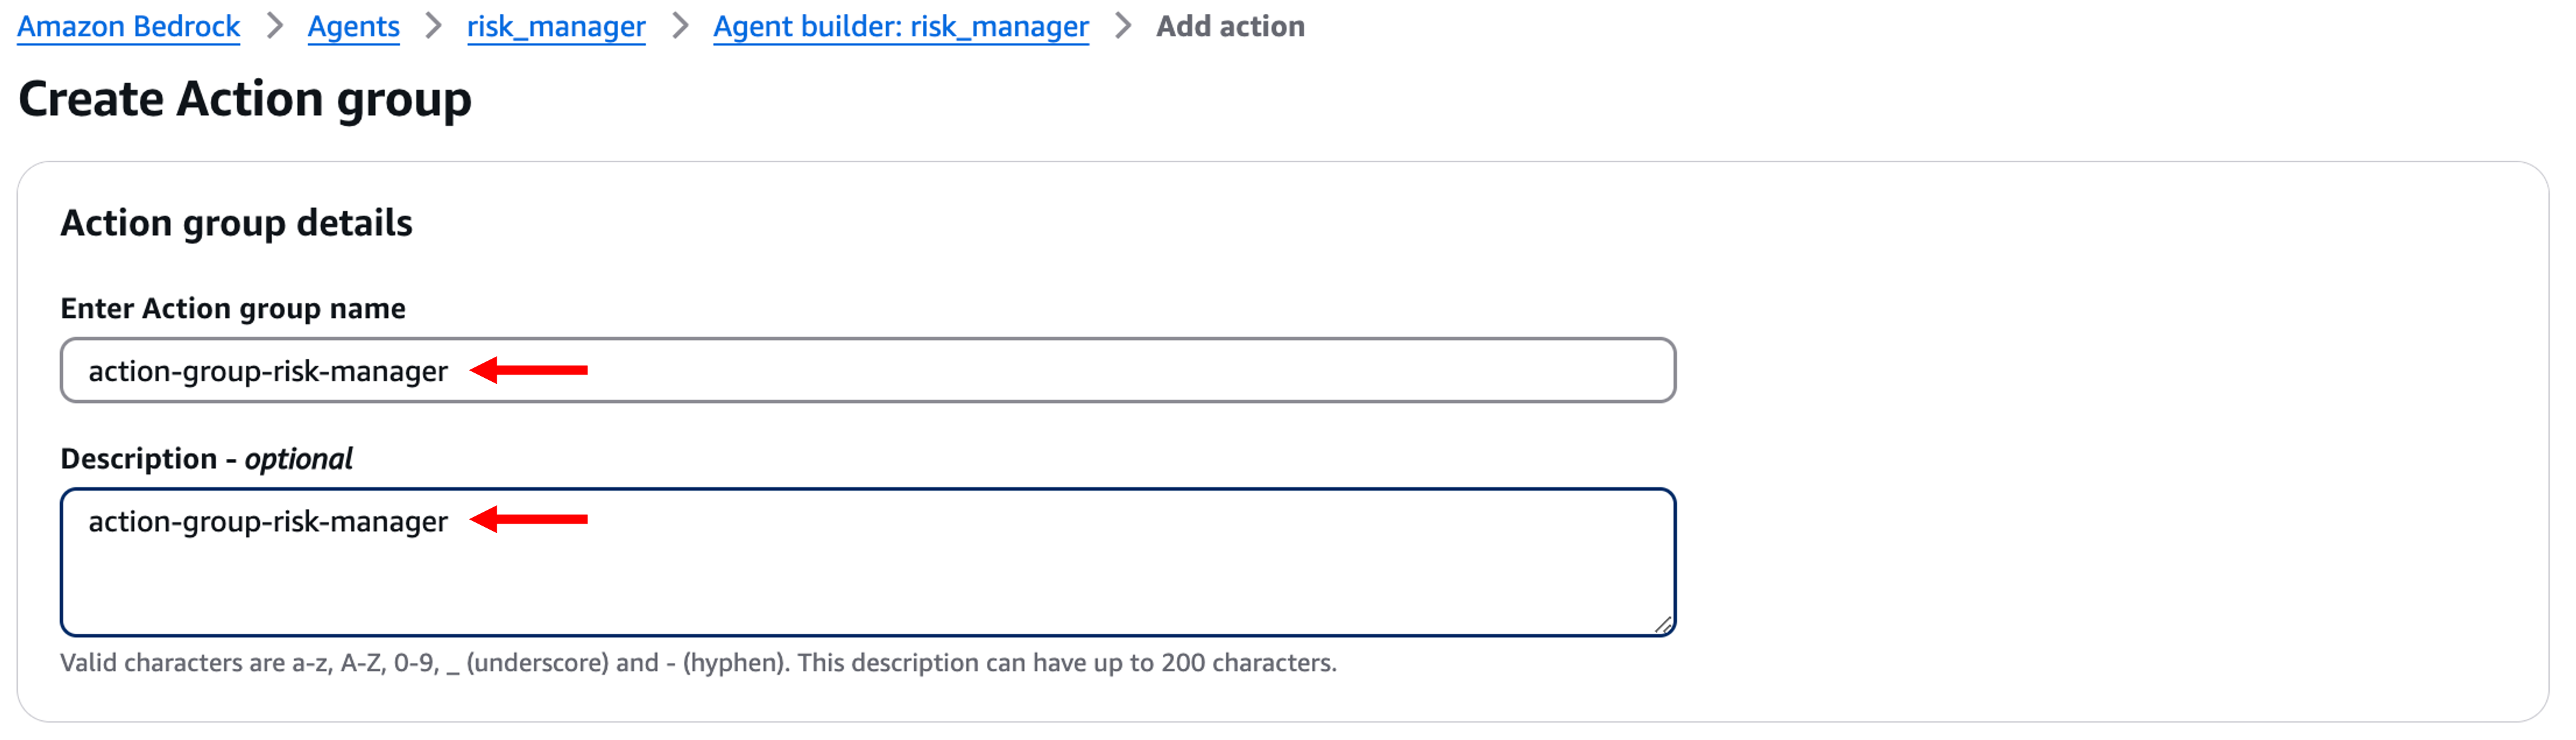 Amazon Bedrock > Agents > risk_manager > Agent builder: risk_manager > Add action
Create Action group
Action group details
Enter Action group name
action-group-risk-manager
Description - optional
action-group-risk-manager
Valid characters are a-z, A-Z, 0-9, _ (underscore) and - (hyphen). This description can have up to 200 characters.